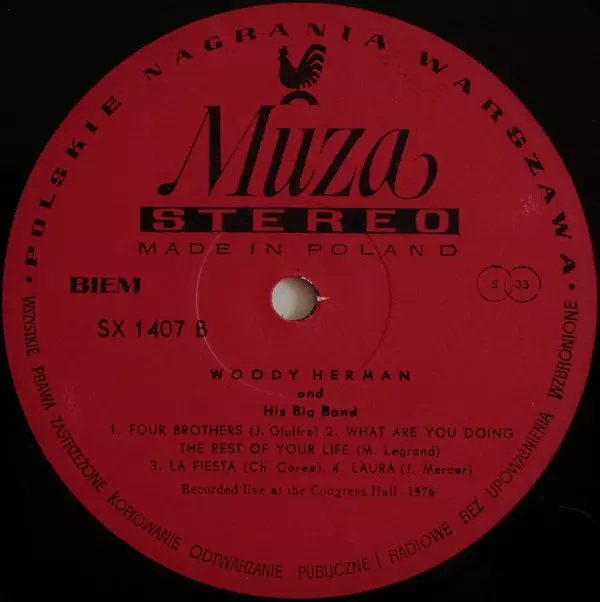 • POLSKIE NAGRANIA WARSZAWA •
Muza
STEREO
MADE IN POLAND
BIEM
S 33
SX 1407 B
WOODY HERMAN
and
His Big Band
1. FOUR BROTHERS (J. Giuffre) 2. WHAT ARE YOU DOING
THE REST OF YOUR LIFE (M. Legrand)
3. LA FIESTA (Ch. Corea) 4. LAURA (J. Mercer)
Recorded live at the Congress Hall - 1976
WSZYSTKIE PRAWA ZASTRZEŻONE KOPIOWANIE ODTWARZANIE PUBLICZNE I RADIOWE BEZ UPOWAŻNIENIA WZBRONIONE